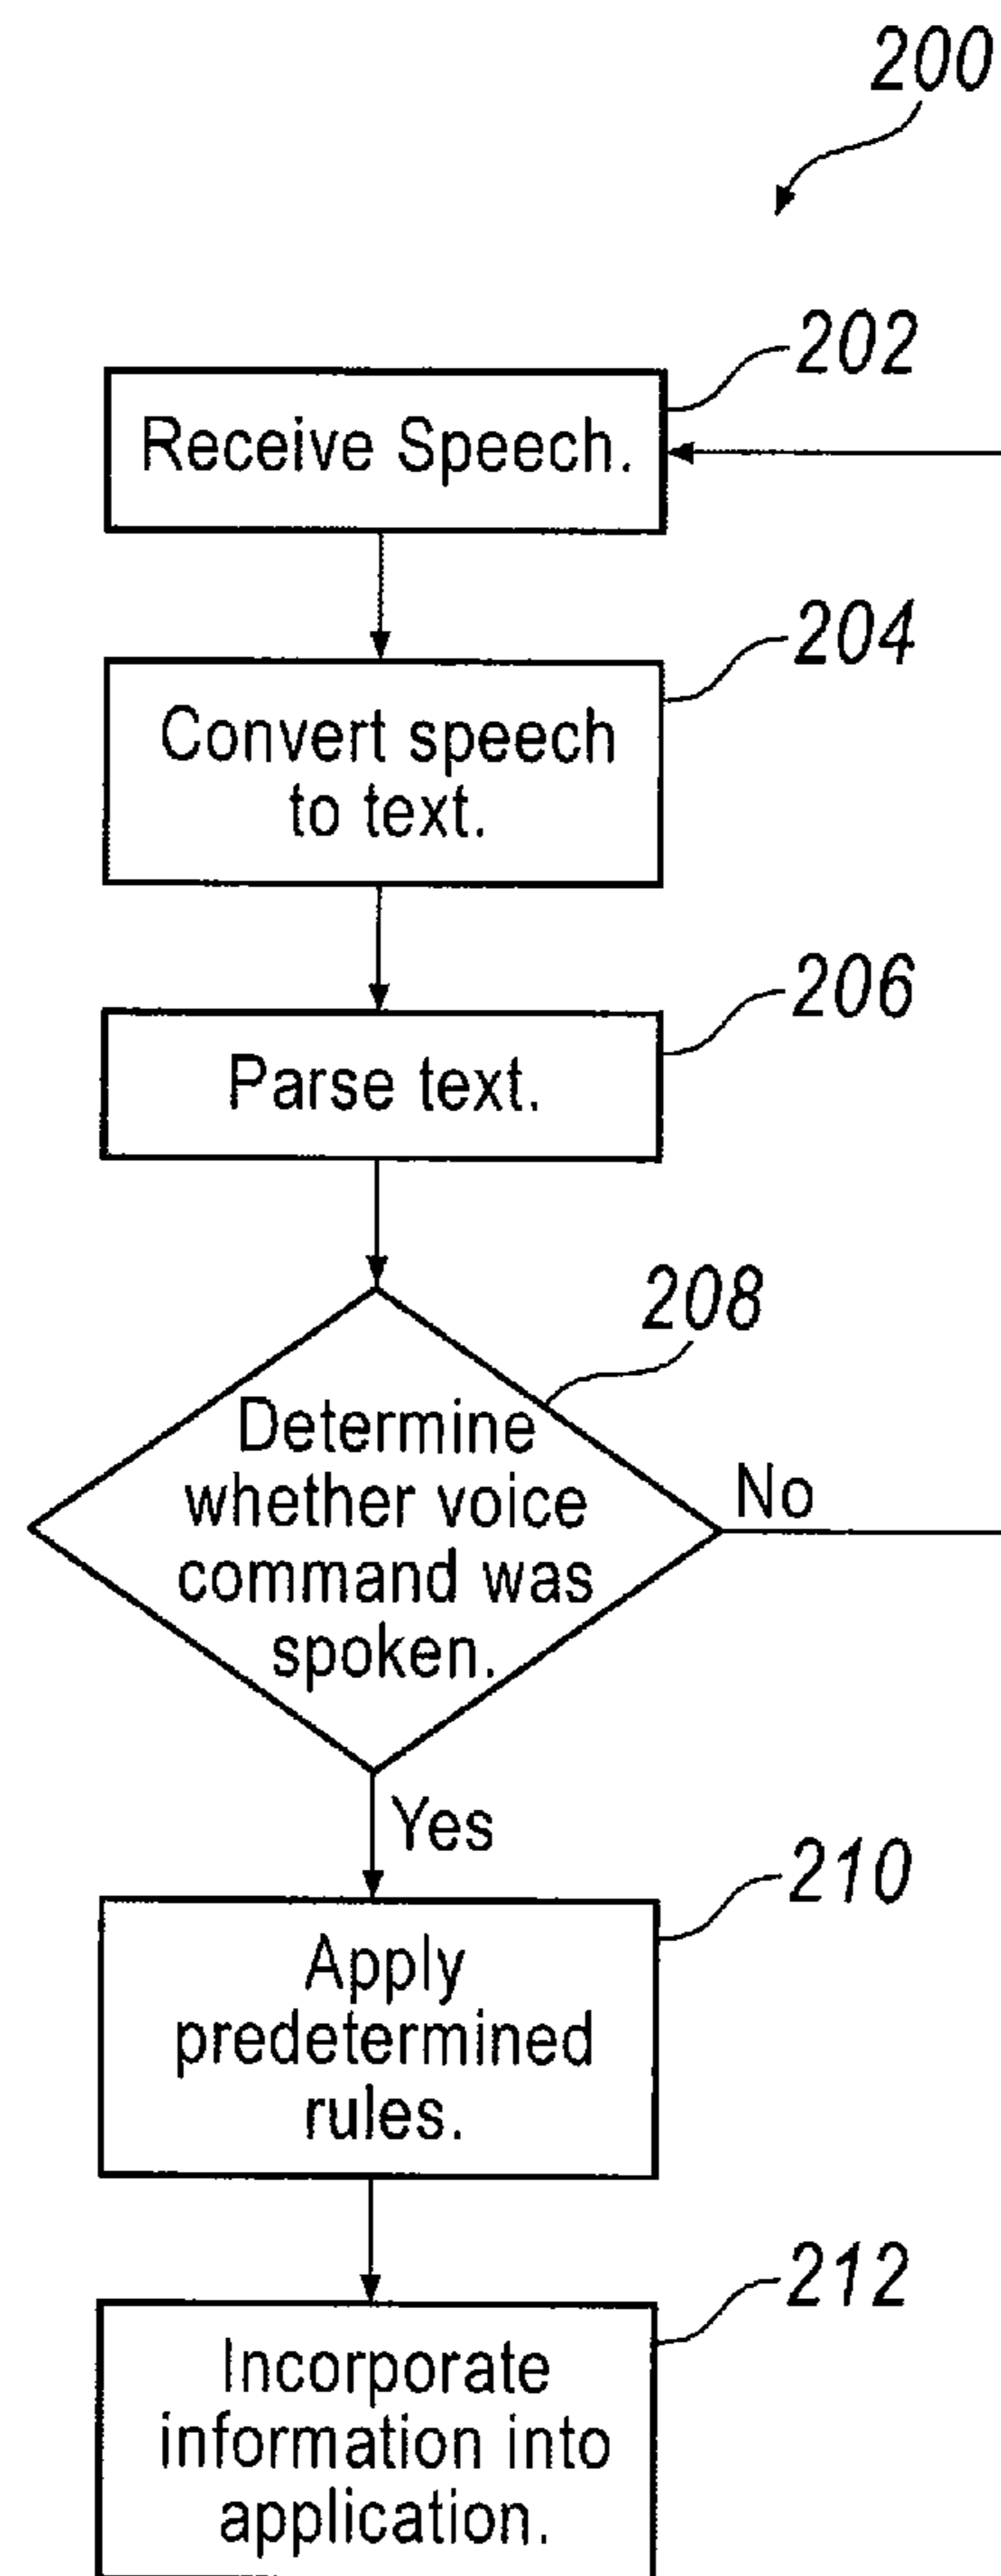 200
202
Receive Speech.
204
Convert speech
to text.
206
Parse text.
208
Determine
whether voice
command was
spoken.
No
Yes
210
Apply
predetermined
rules.
212
Incorporate
information into
application.